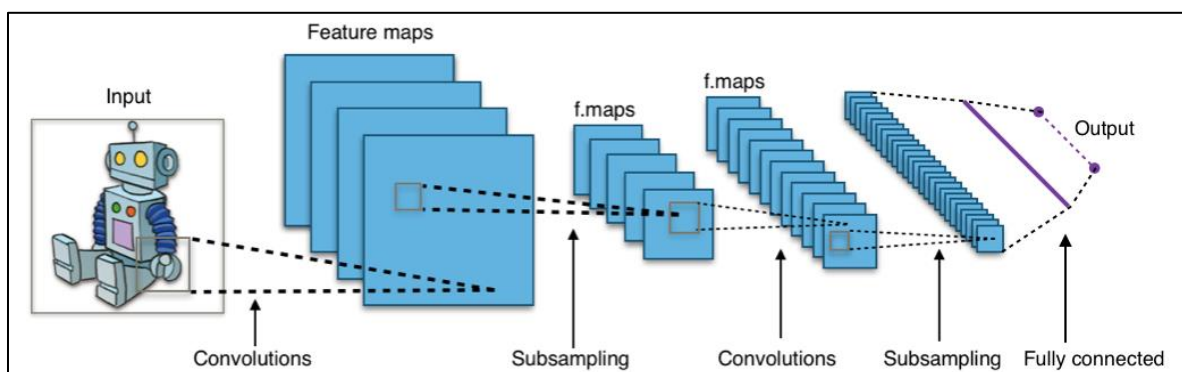 Feature maps
Input
f.maps
f.maps
Output
Convolutions
Subsampling
Convolutions
Subsampling
Fully connected